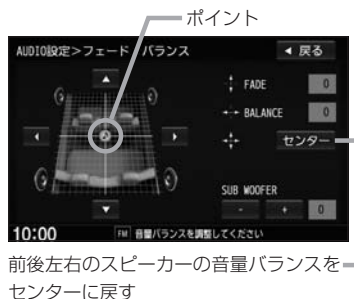 ポイント
AUDIO設定>フェード バランス
◀ 戻る
FADE 0
BALANCE 0
センター
SUB WOOFER
- + 0
10:00 FM 音量バランスを調整してください
前後左右のスピーカーの音量バランスを
センターに戻す